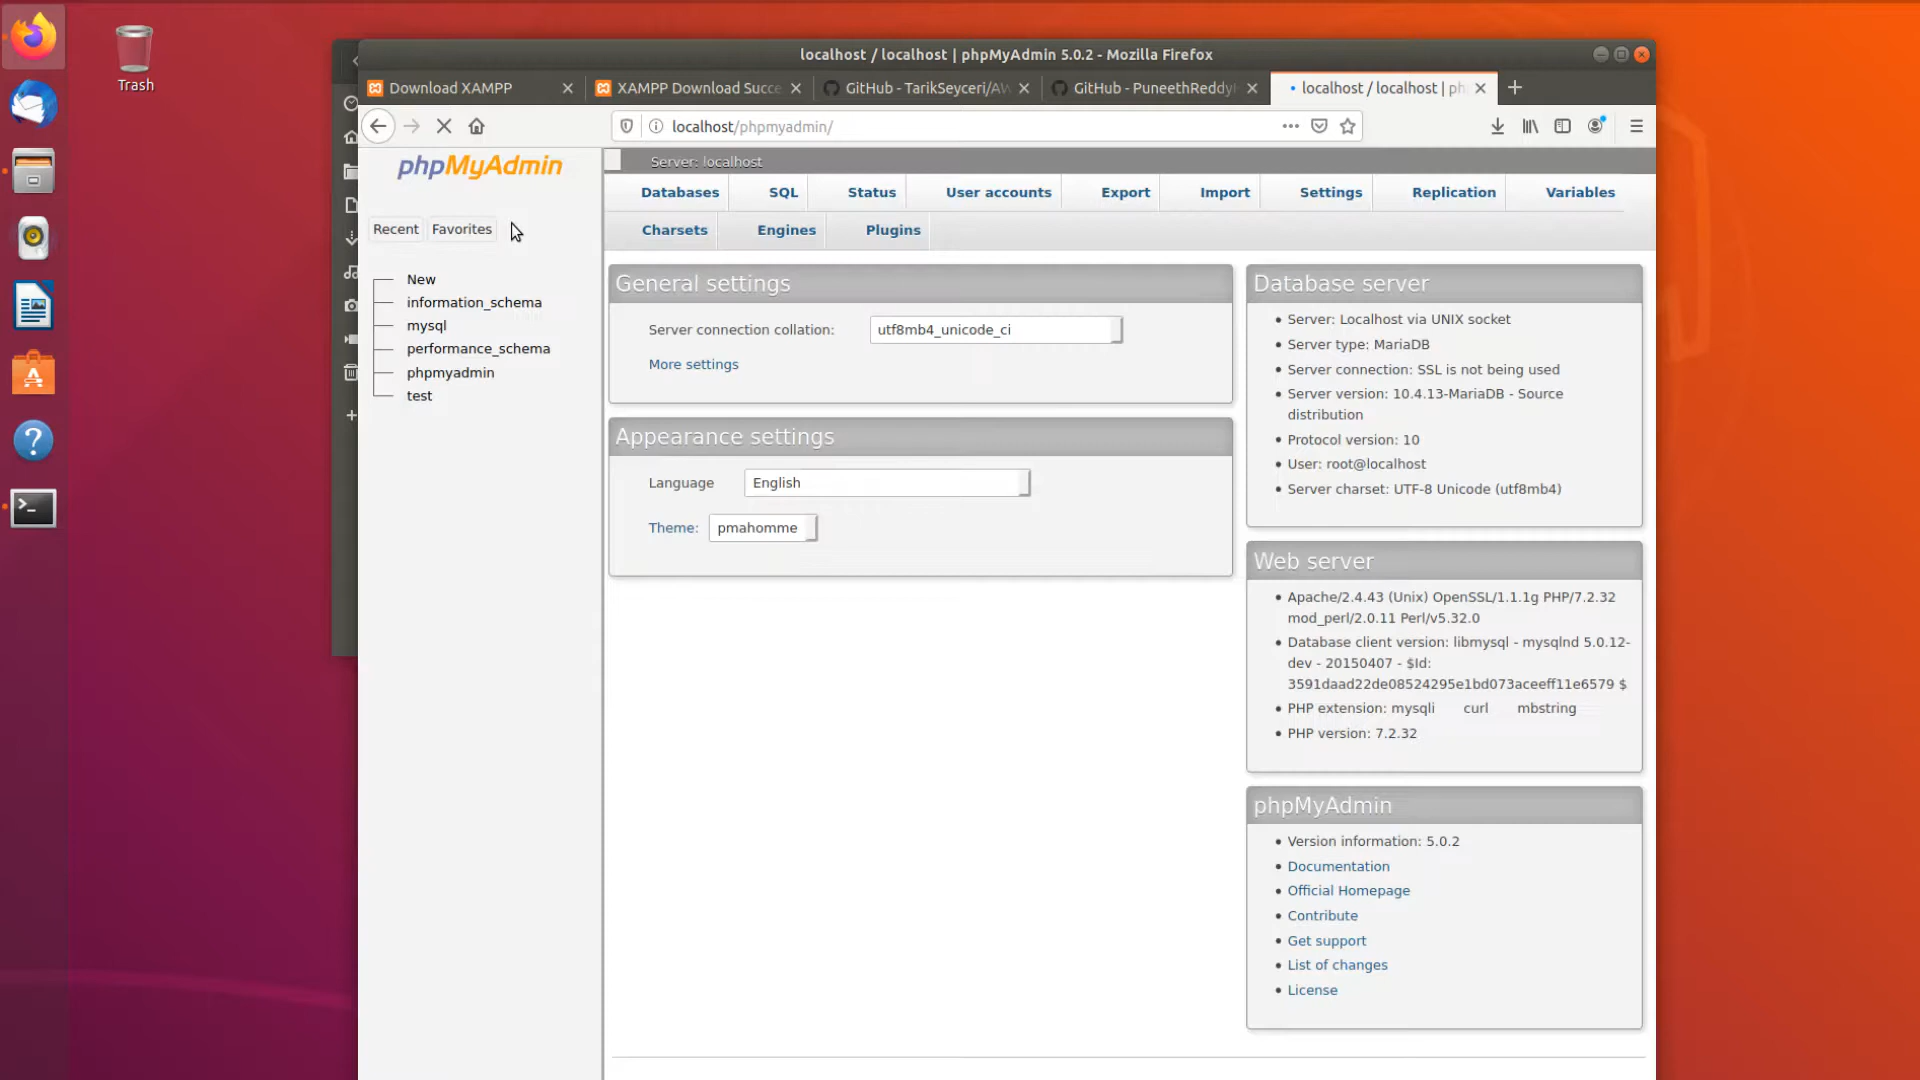 Trash
localhost / localhost | phpMyAdmin 5.0.2 - Mozilla Firefox
Download XAMPP
XAMPP Download Succe
GitHub - TarikSeyceri/AW
GitHub - PuneethReddy
localhost / localhost | ph
localhost/phpmyadmin/
phpMyAdmin
Recent
Favorites
New
information_schema
mysql
performance_schema
phpmyadmin
test
Server: localhost
Databases
SQL
Status
User accounts
Export
Import
Settings
Replication
Variables
Charsets
Engines
Plugins
General settings
Server connection collation:
utf8mb4_unicode_ci
More settings
Appearance settings
Language
English
Theme:
pmahomme
Database server
Server: Localhost via UNIX socket
Server type: MariaDB
Server connection: SSL is not being used
Server version: 10.4.13-MariaDB - Source
distribution
Protocol version: 10
User: root@localhost
Server charset: UTF-8 Unicode (utf8mb4)
Web server
Apache/2.4.43 (Unix) OpenSSL/1.1.1g PHP/7.2.32
mod_perl/2.0.11 Perl/v5.32.0
Database client version: libmysql - mysqlnd 5.0.12-
dev - 20150407 - $Id:
3591daad22de08524295e1bd073aceeff11e6579 $
PHP extension: mysqli curl mbstring
PHP version: 7.2.32
phpMyAdmin
Version information: 5.0.2
Documentation
Official Homepage
Contribute
Get support
List of changes
License